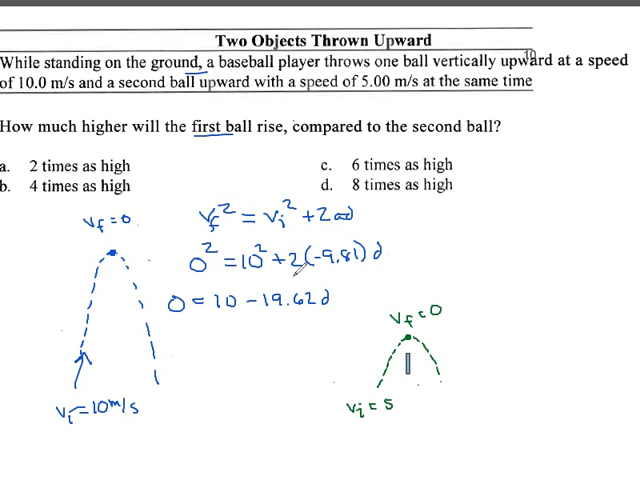 Two Objects Thrown Upward
10
While standing on the ground, a baseball player throws one ball vertically upward at a speed
of 10.0 m/s and a second ball upward with a speed of 5.00 m/s at the same time
How much higher will the first ball rise, compared to the second ball?
a. 2 times as high
b. 4 times as high
c. 6 times as high
d. 8 times as high
Vf=0
Vf² = Vi² + 2ad
0² = 10² + 2(-9.81)d
0 = 10 - 19.62d
Vi=10m/s
Vf=0
Vi=5